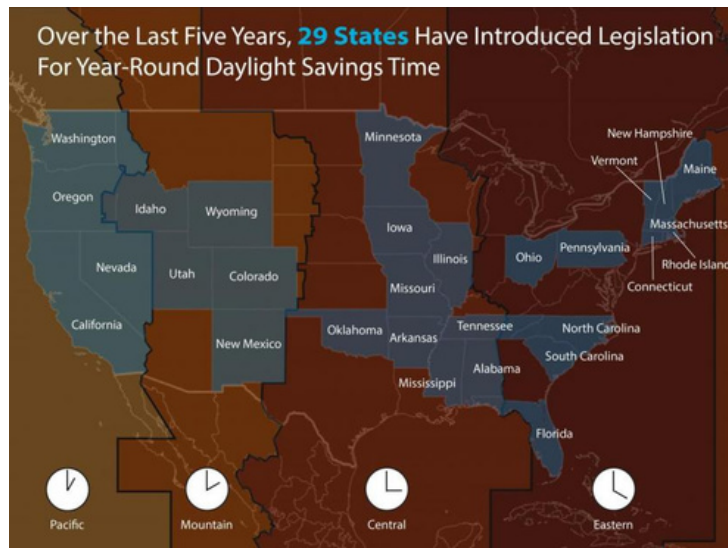 Over the Last Five Years, 29 States Have Introduced Legislation
For Year-Round Daylight Savings Time
Washington
Minnesota
New Hampshire
Vermont
Maine
Oregon
Idaho
Wyoming
Iowa
Massachusetts
Nevada
Utah
Colorado
Illinois
Ohio
Pennsylvania
Rhode Island
Missouri
Connecticut
California
New Mexico
Oklahoma
Arkansas
Tennessee
North Carolina
South Carolina
Mississippi
Alabama
Florida
Pacific
Mountain
Central
Eastern